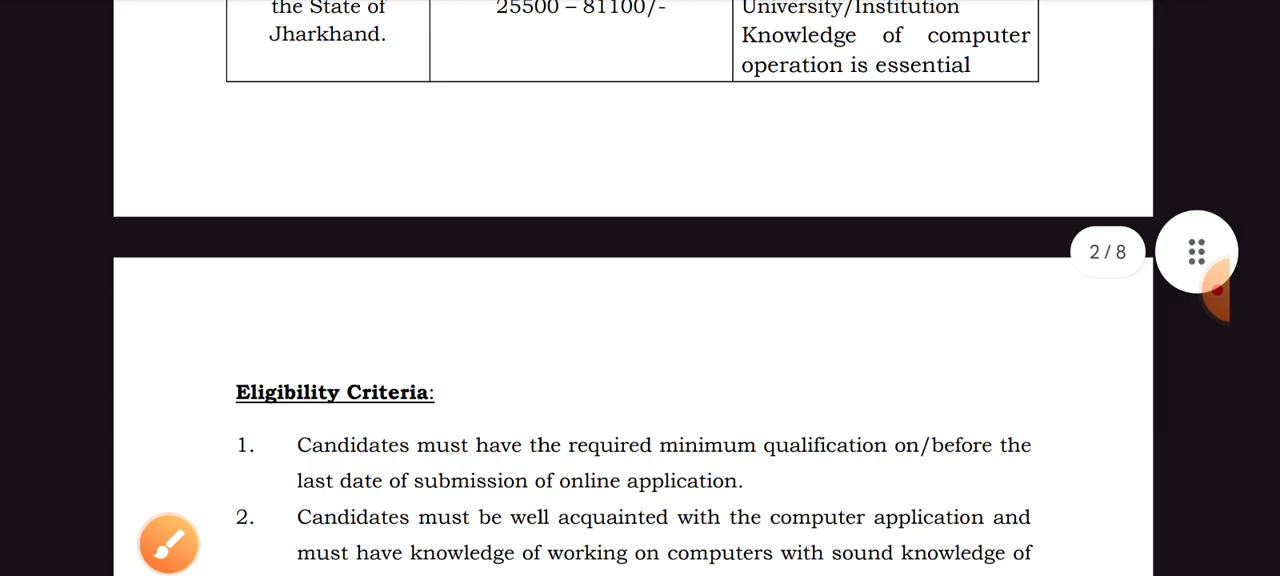 the State of
Jharkhand.
25500 – 81100/-
University/Institution
Knowledge of computer
operation is essential
2 / 8
Eligibility Criteria:
1. Candidates must have the required minimum qualification on/before the
last date of submission of online application.
2. Candidates must be well acquainted with the computer application and
must have knowledge of working on computers with sound knowledge of